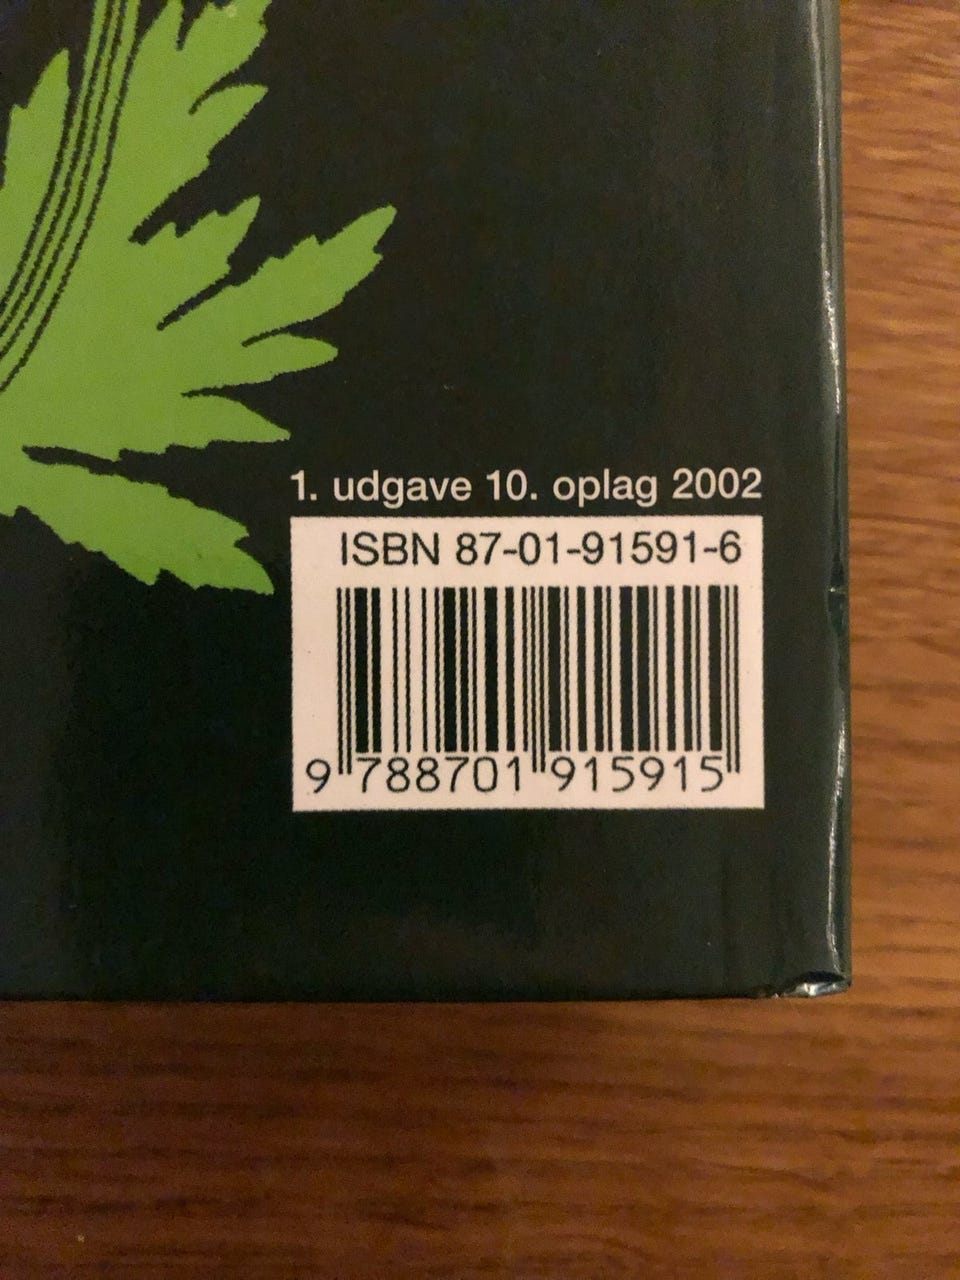 1. udgave 10. oplag 2002
ISBN 87-01-91591-6
9 788701 915915